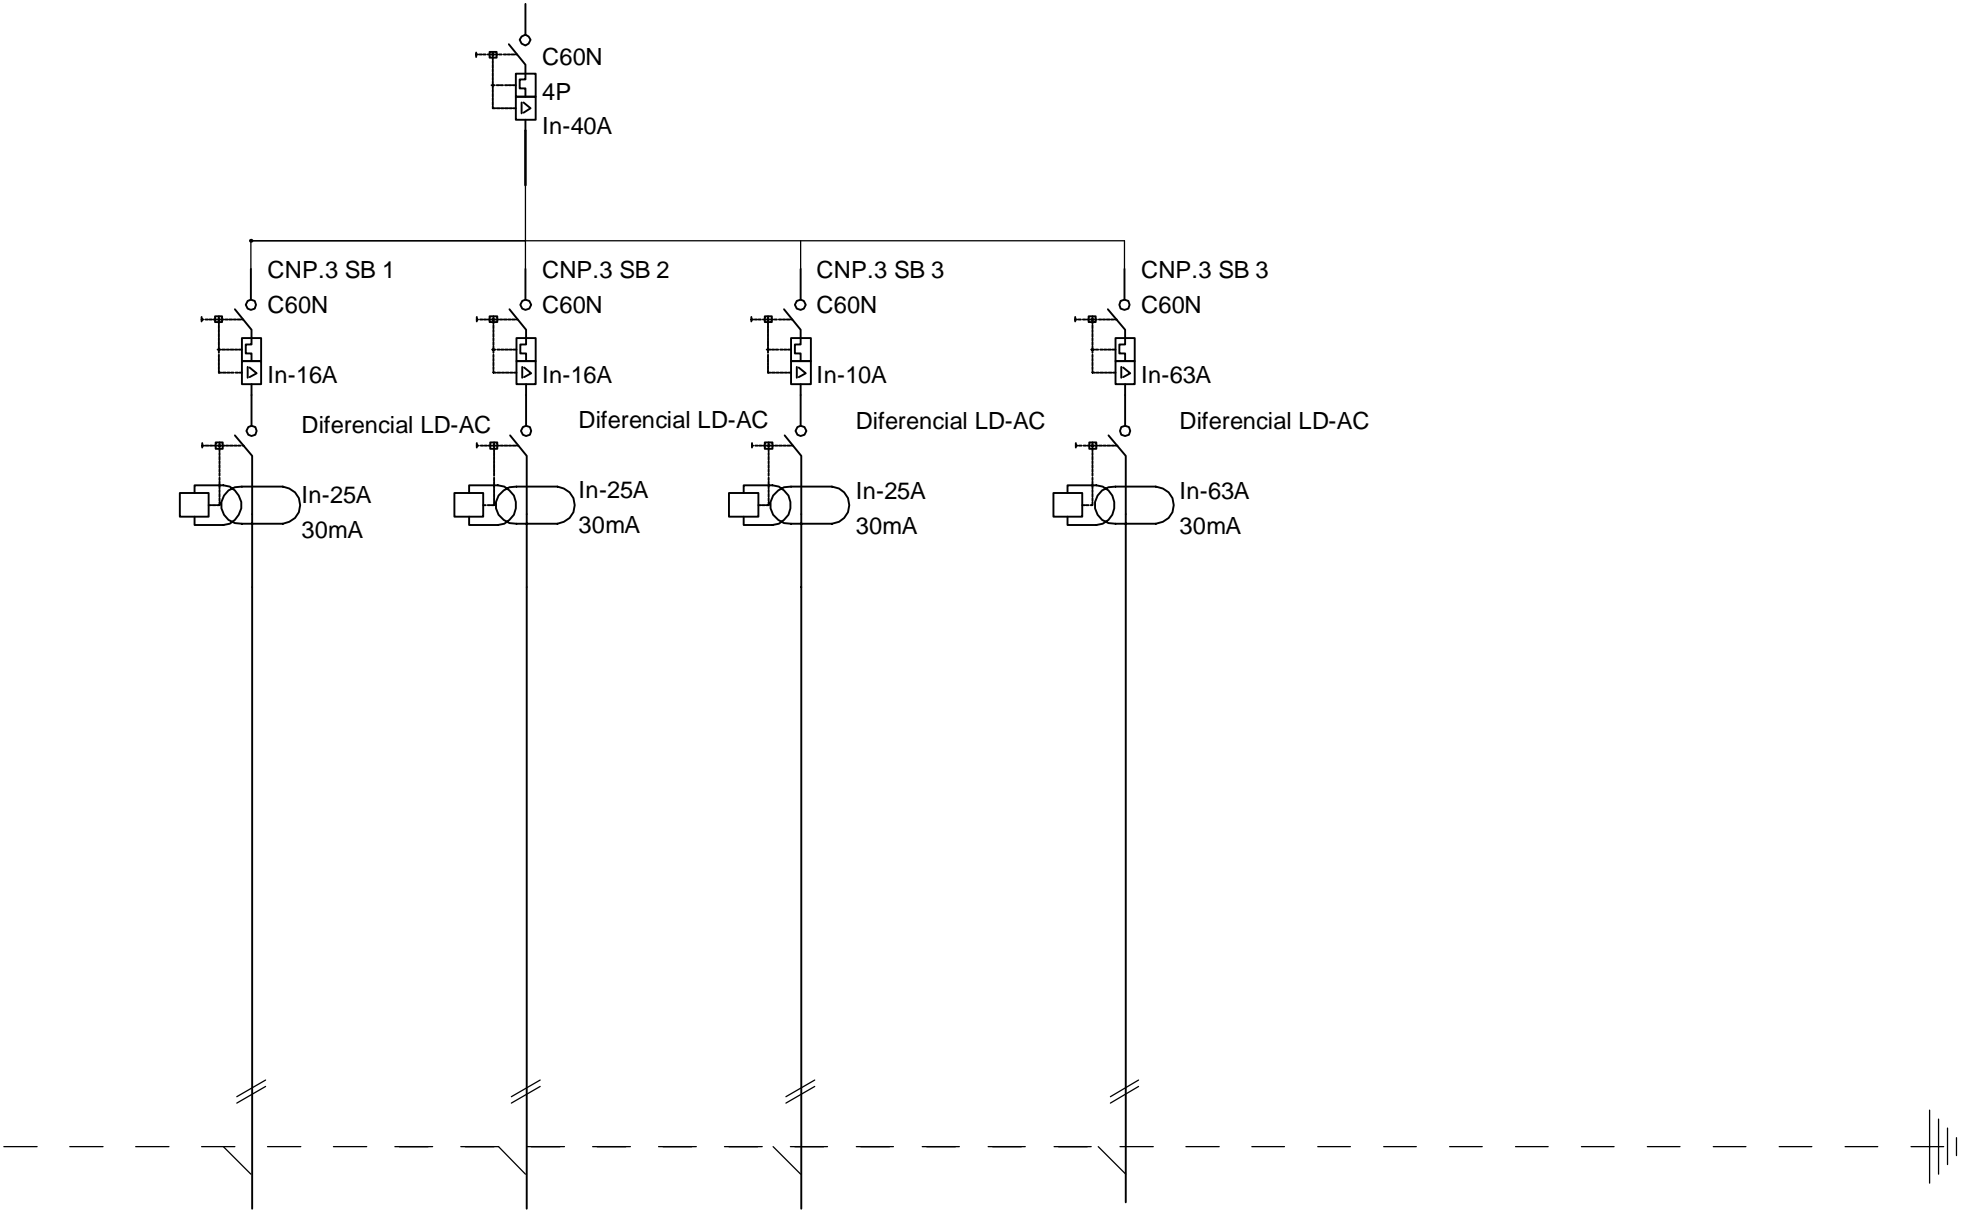 C60N
4P
In-40A
CNP.3 SB 1
C60N
In-16A
Diferencial LD-AC
In-25A
30mA
CNP.3 SB 2
C60N
In-16A
Diferencial LD-AC
In-25A
30mA
CNP.3 SB 3
C60N
In-10A
Diferencial LD-AC
In-25A
30mA
CNP.3 SB 3
C60N
In-63A
Diferencial LD-AC
In-63A
30mA